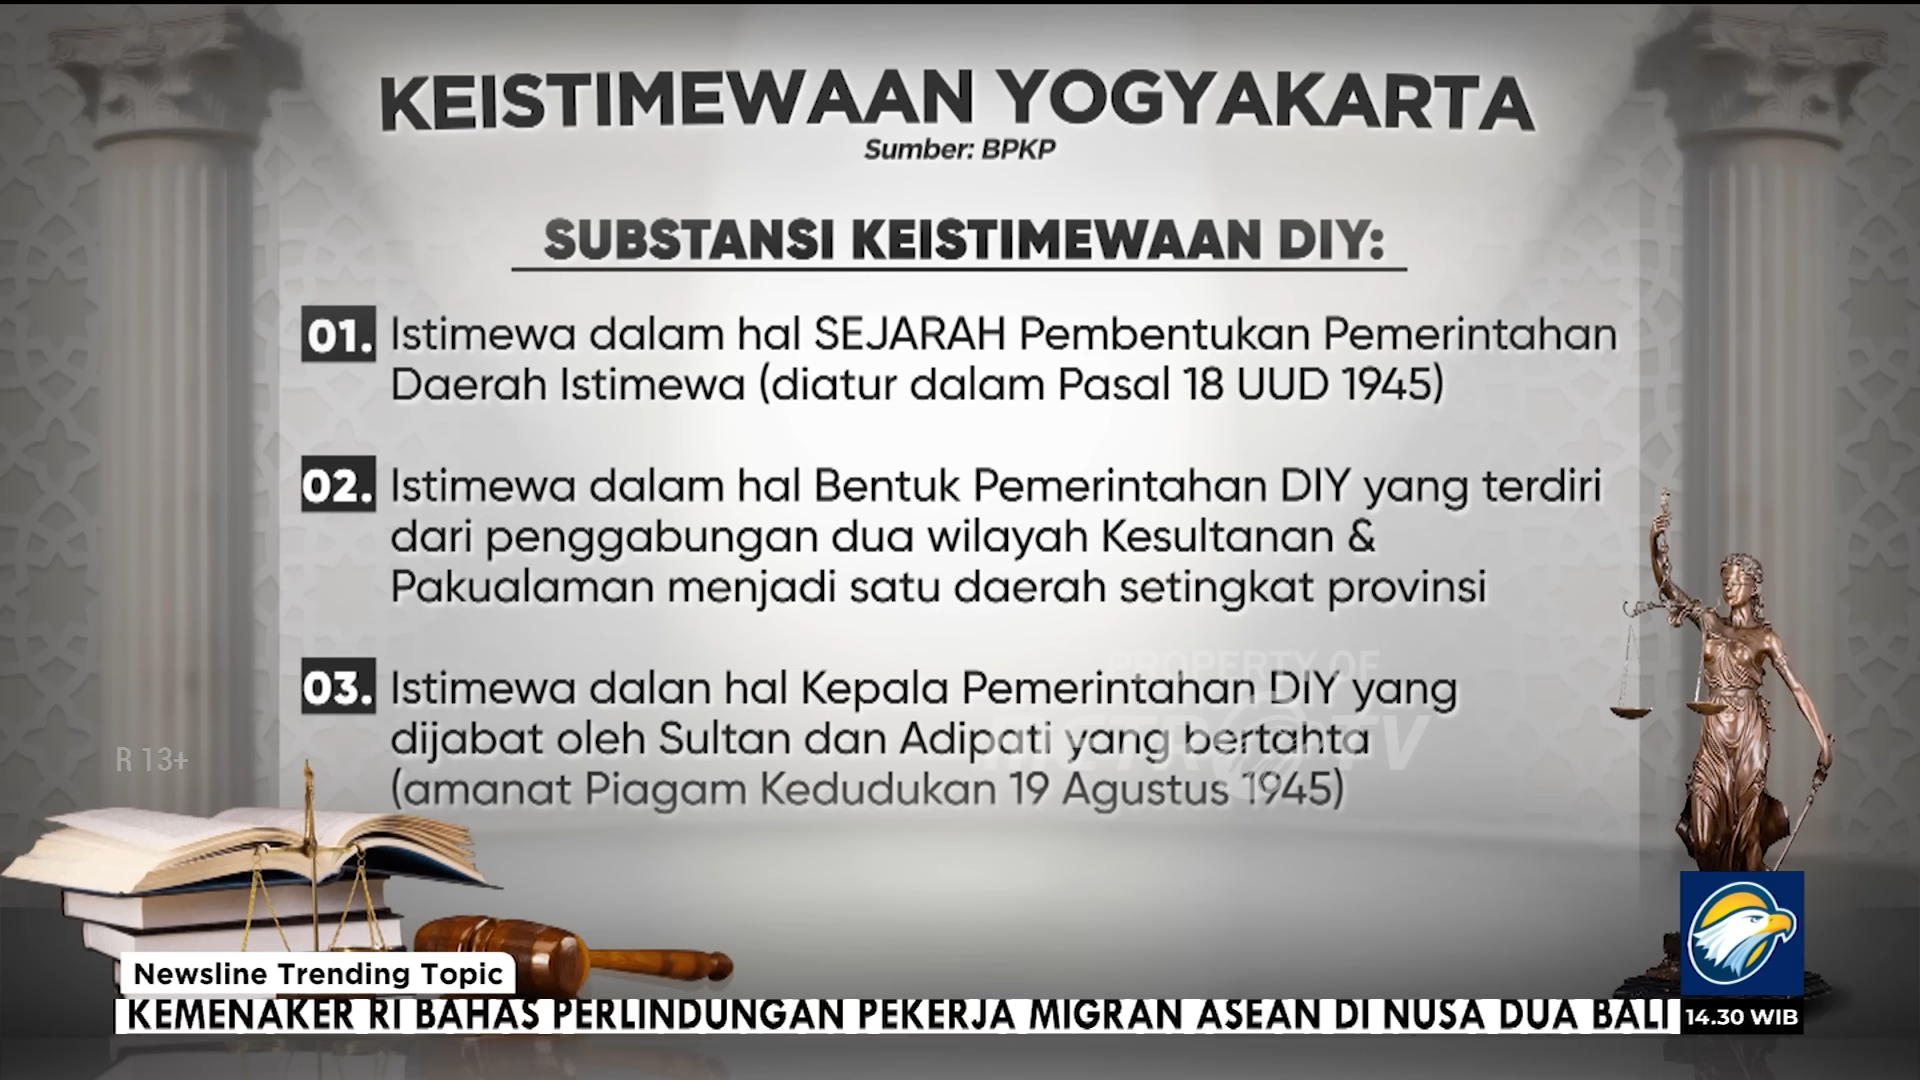 KEISTIMEWAAN YOGYAKARTA
Sumber: BPKP
SUBSTANSI KEISTIMEWAAN DIY:
01. Istimewa dalam hal SEJARAH Pembentukan Pemerintahan
Daerah Istimewa (diatur dalam Pasal 18 UUD 1945)
02. Istimewa dalam hal Bentuk Pemerintahan DIY yang terdiri
dari penggabungan dua wilayah Kesultanan &
Pakualaman menjadi satu daerah setingkat provinsi
PROPERTY OF
METRO TV
03. Istimewa dalan hal Kepala Pemerintahan DIY yang
dijabat oleh Sultan dan Adipati yang bertahta
(amanat Piagam Kedudukan 19 Agustus 1945)
R 13+
Newsline Trending Topic
KEMENAKER RI BAHAS PERLINDUNGAN PEKERJA MIGRAN ASEAN DI NUSA DUA BALI
14.30 WIB